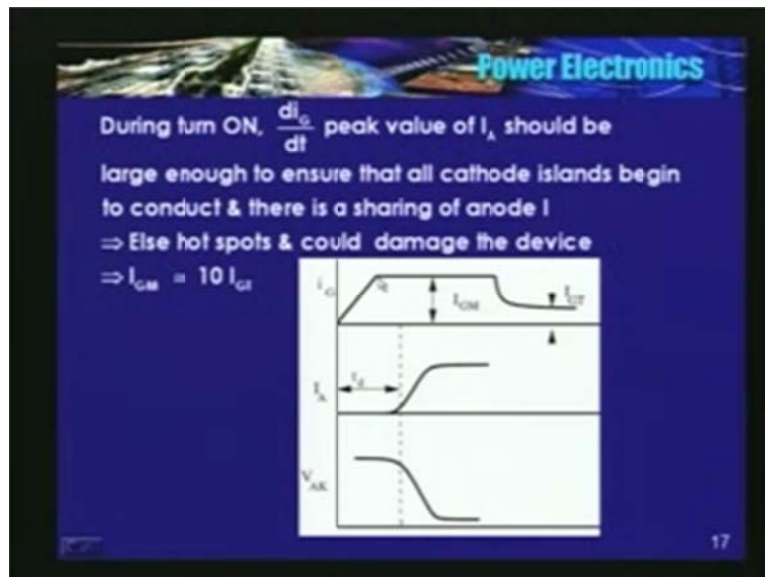 Power Electronics
During turn ON, di_G/dt peak value of I_A should be
large enough to ensure that all cathode islands begin
to conduct & there is a sharing of anode I
⇒ Else hot spots & could damage the device
⇒ I_GM = 10 I_GT
i_G
I_GM
I_GT
I_A
t_d
V_AK
17